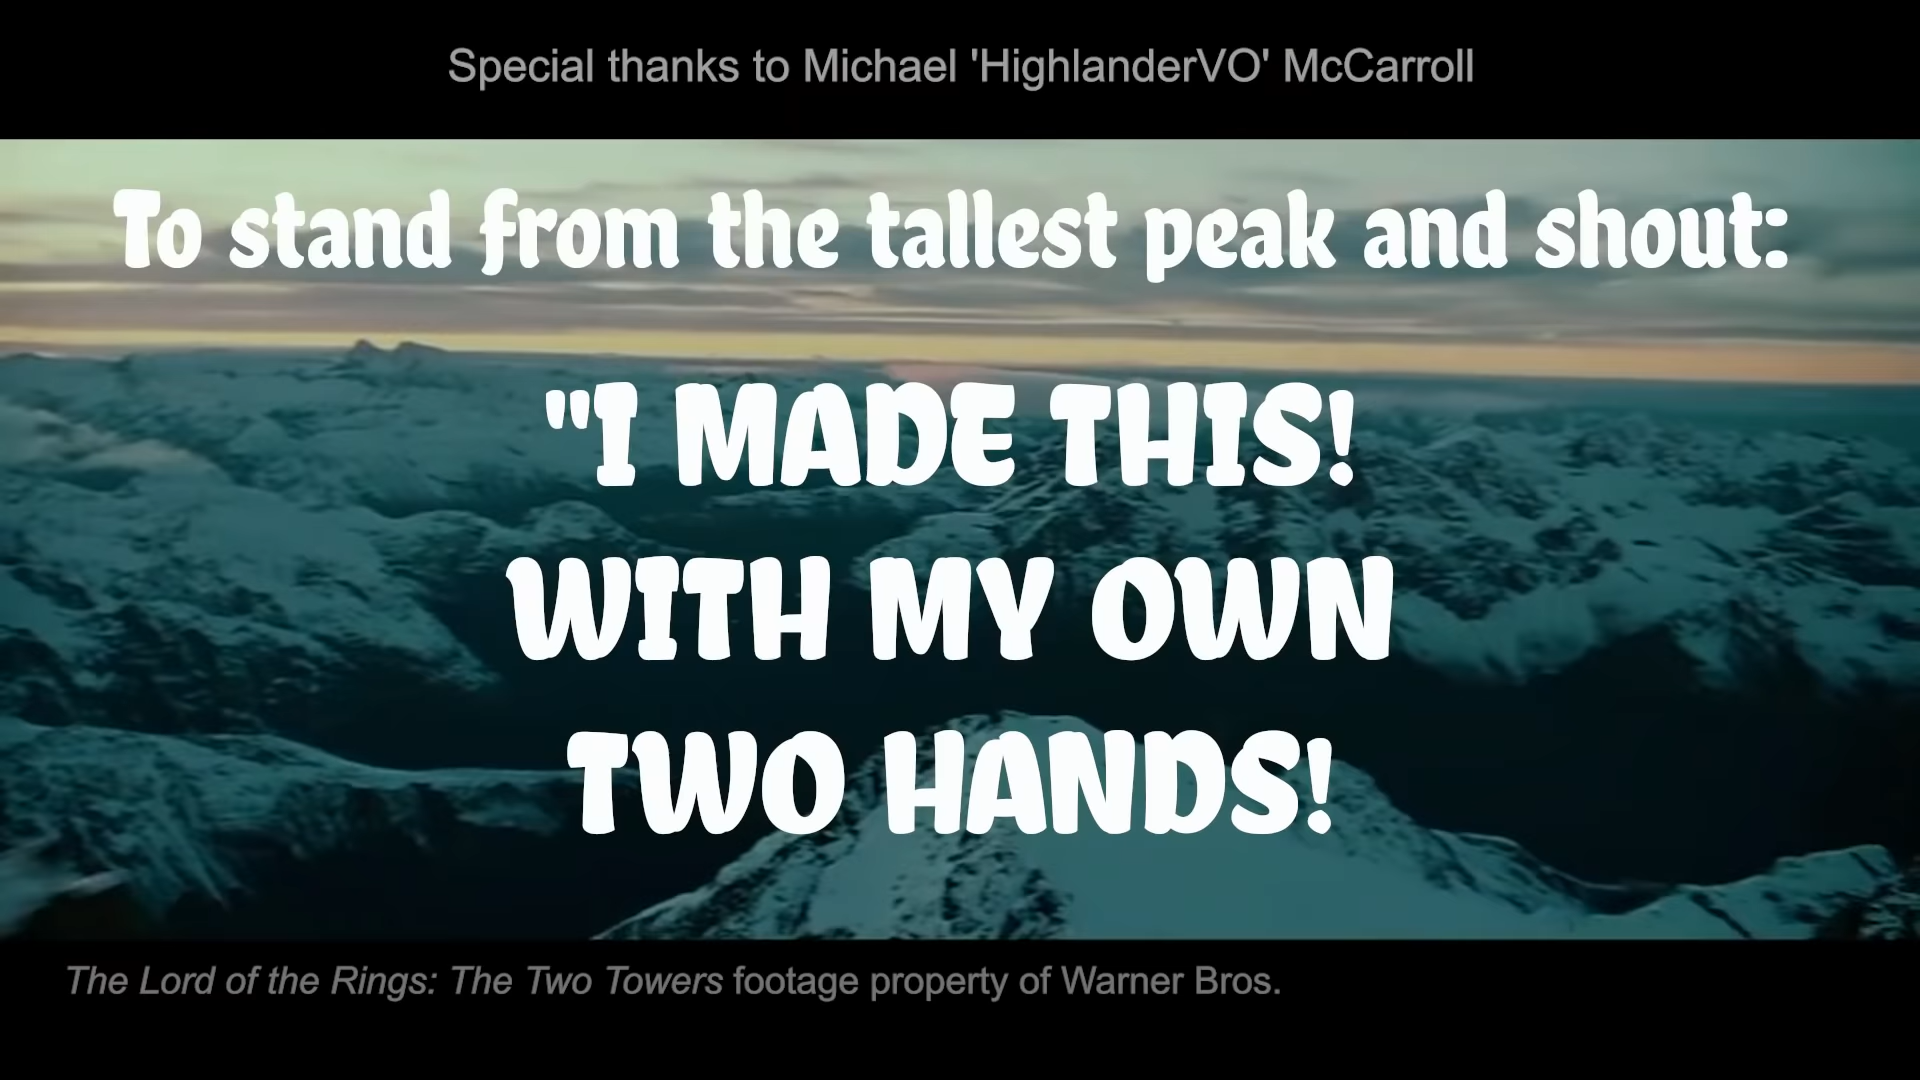 Special thanks to Michael 'HighlanderVO' McCarroll
To stand from the tallest peak and shout:
"I MADE THIS!
WITH MY OWN
TWO HANDS!
The Lord of the Rings: The Two Towers footage property of Warner Bros.